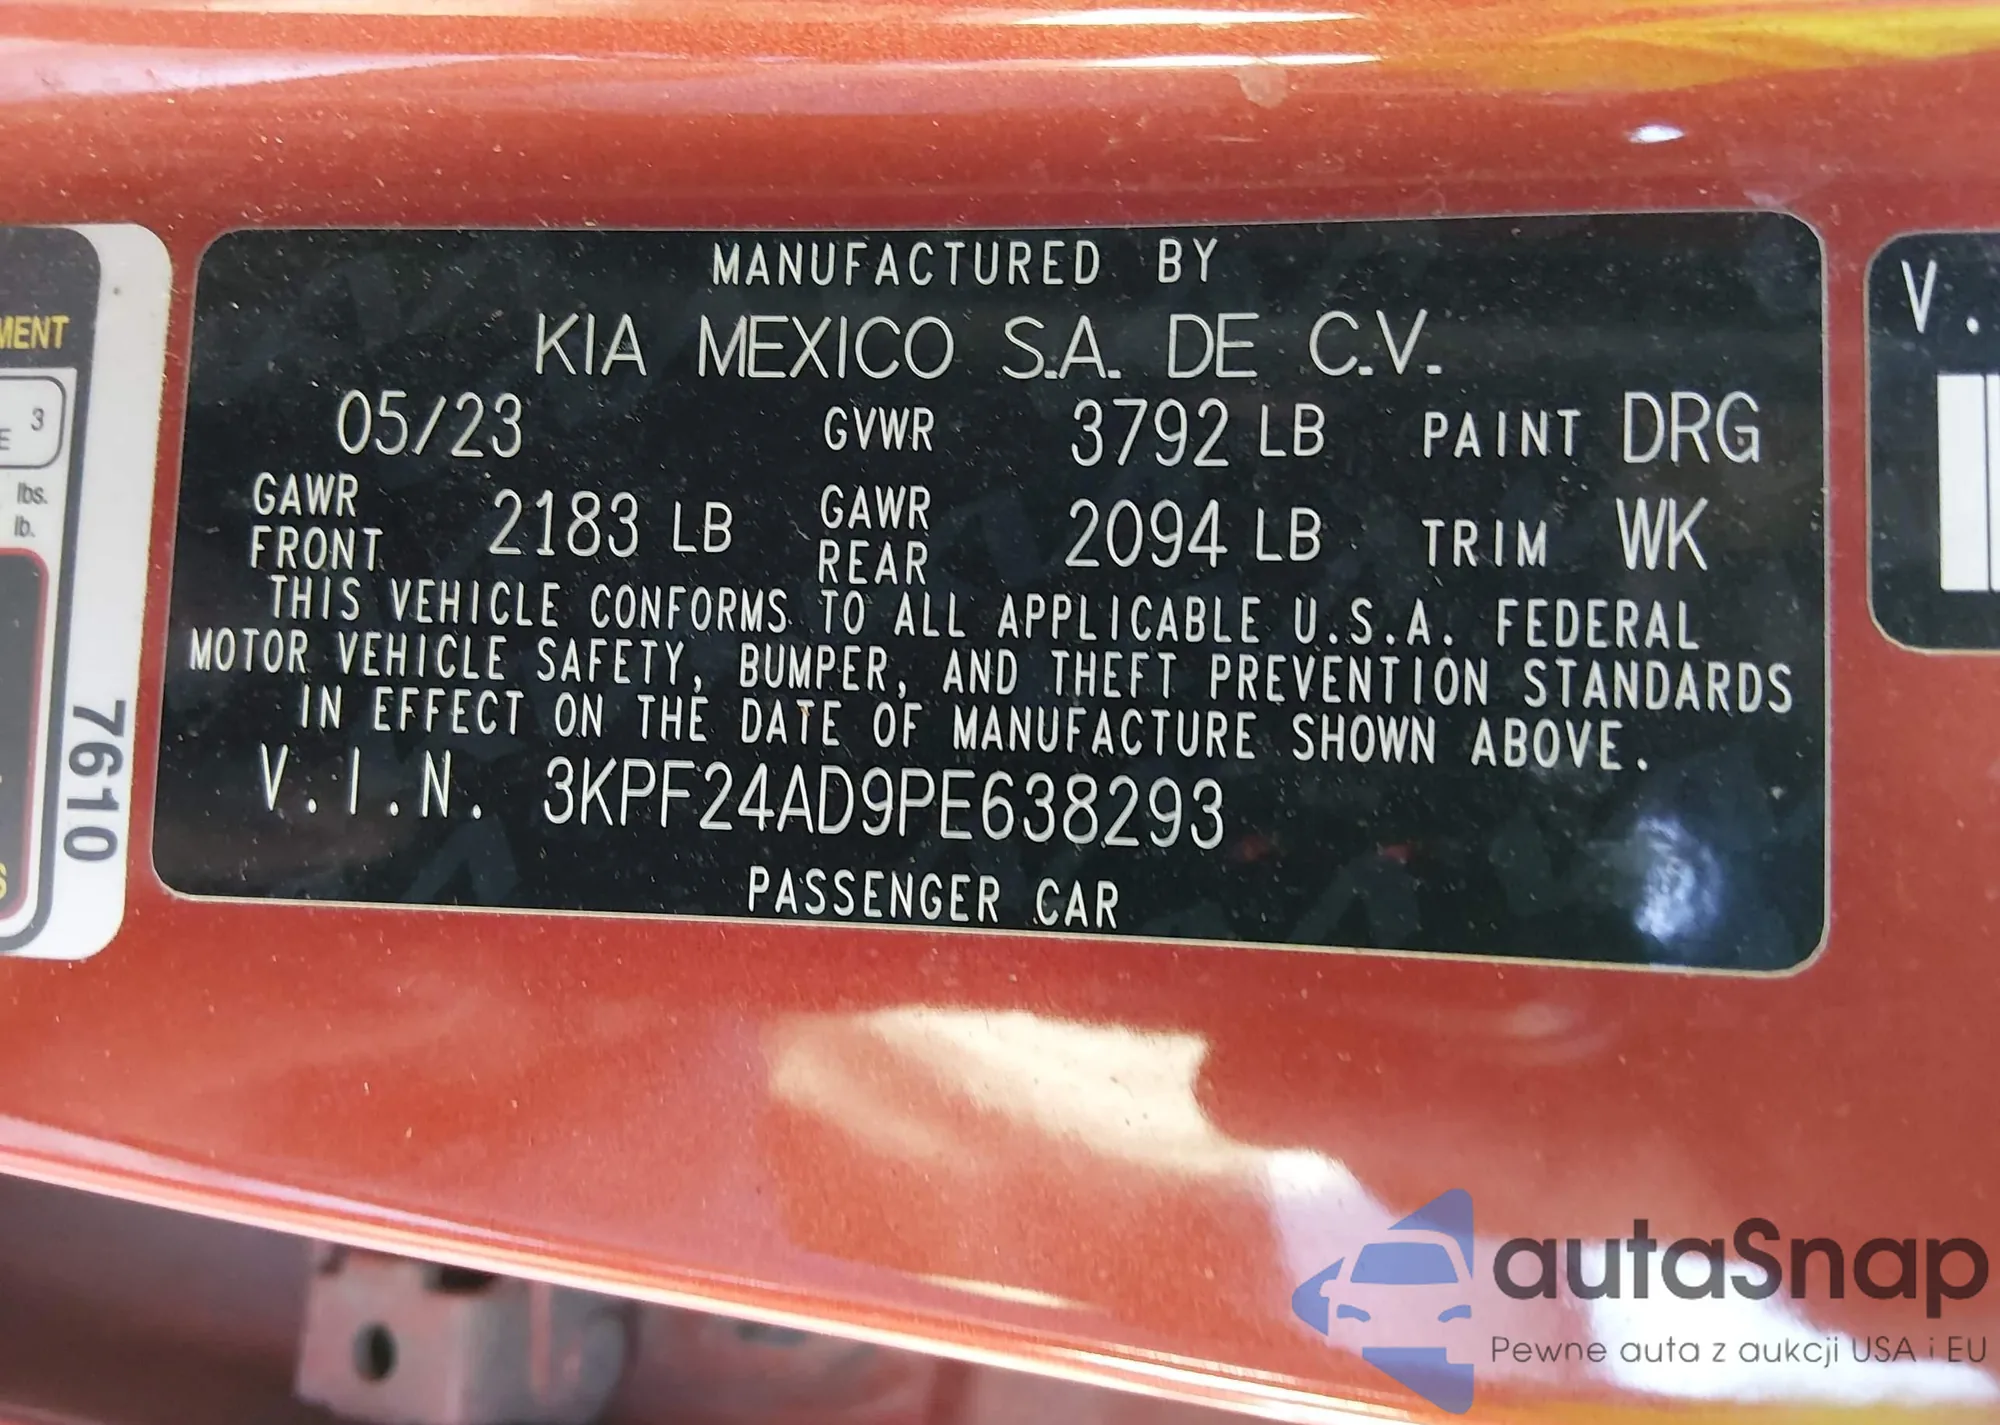 MENT
3
E
lbs.
lb.
S
7610
MANUFACTURED BY
KIA MEXICO S.A. DE C.V.
05/23 GVWR 3792 LB PAINT DRG
GAWR FRONT 2183 LB GAWR REAR 2094 LB TRIM WK
THIS VEHICLE CONFORMS TO ALL APPLICABLE U.S.A. FEDERAL
MOTOR VEHICLE SAFETY, BUMPER, AND THEFT PREVENTION STANDARDS
IN EFFECT ON THE DATE OF MANUFACTURE SHOWN ABOVE.
V.I.N. 3KPF24AD9PE638293
PASSENGER CAR
V.
autaSnap
Pewne auta z aukcji USA i EU